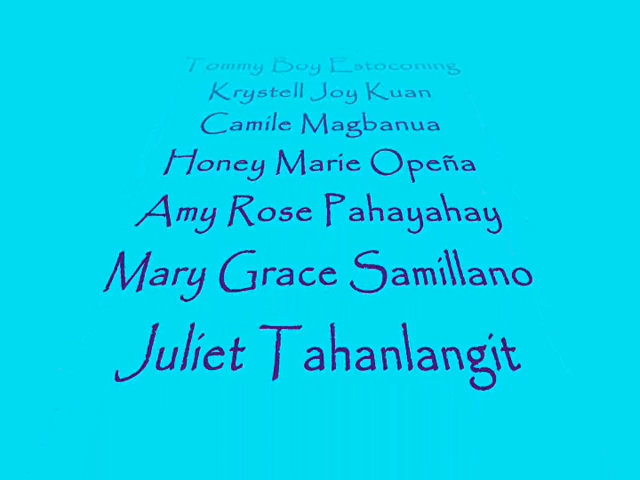 Tommy Boy Eatoconing
Krystell Joy Kuan
Camile Magbanua
Honey Marie Opeña
Amy Rose Pahayahay
Mary Grace Samillano
Juliet Tahanlangit